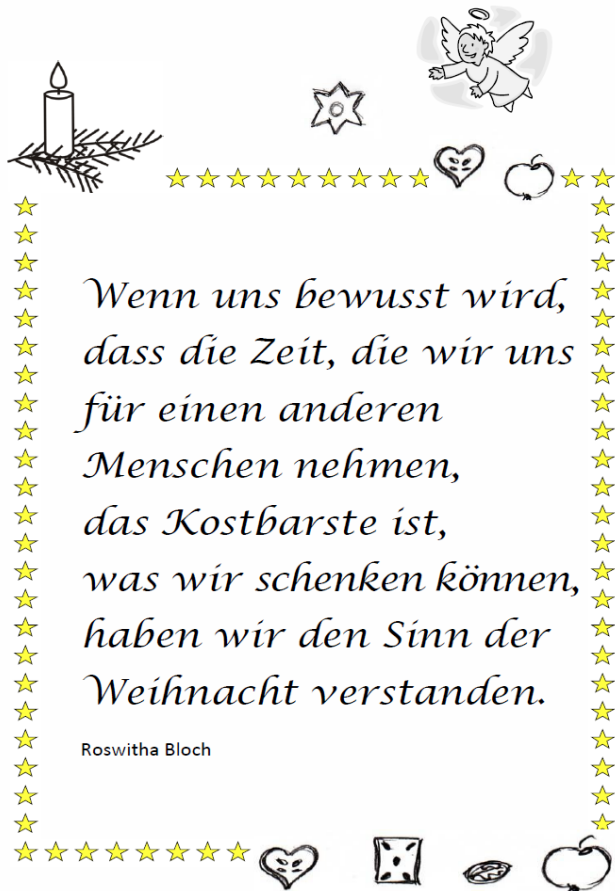 Wenn uns bewusst wird,
dass die Zeit, die wir uns
für einen anderen
Menschen nehmen,
das Kostbarste ist,
was wir schenken können,
haben wir den Sinn der
Weihnacht verstanden.
Roswitha Bloch